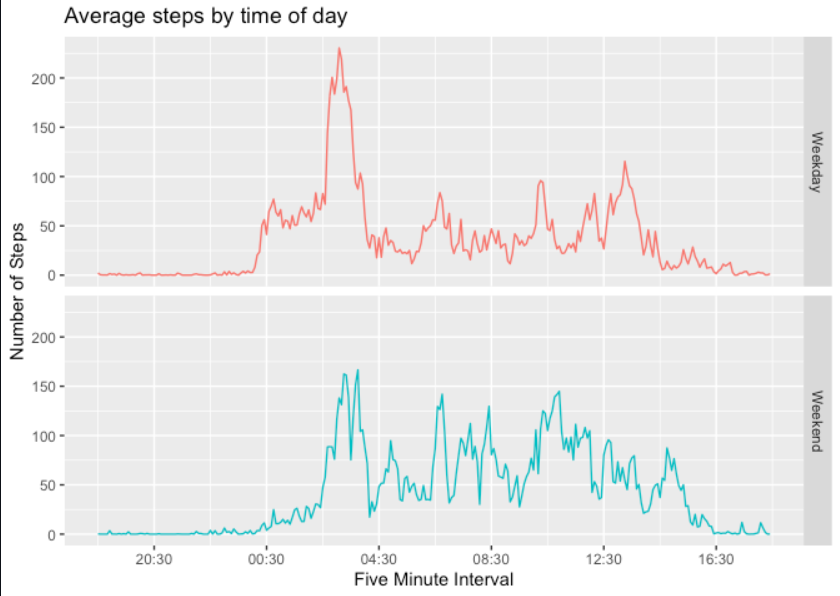 Average steps by time of day
Number of Steps
200
150
100
50
0
Weekday
200
150
100
50
0
Weekend
20:30 00:30 04:30 08:30 12:30 16:30
Five Minute Interval